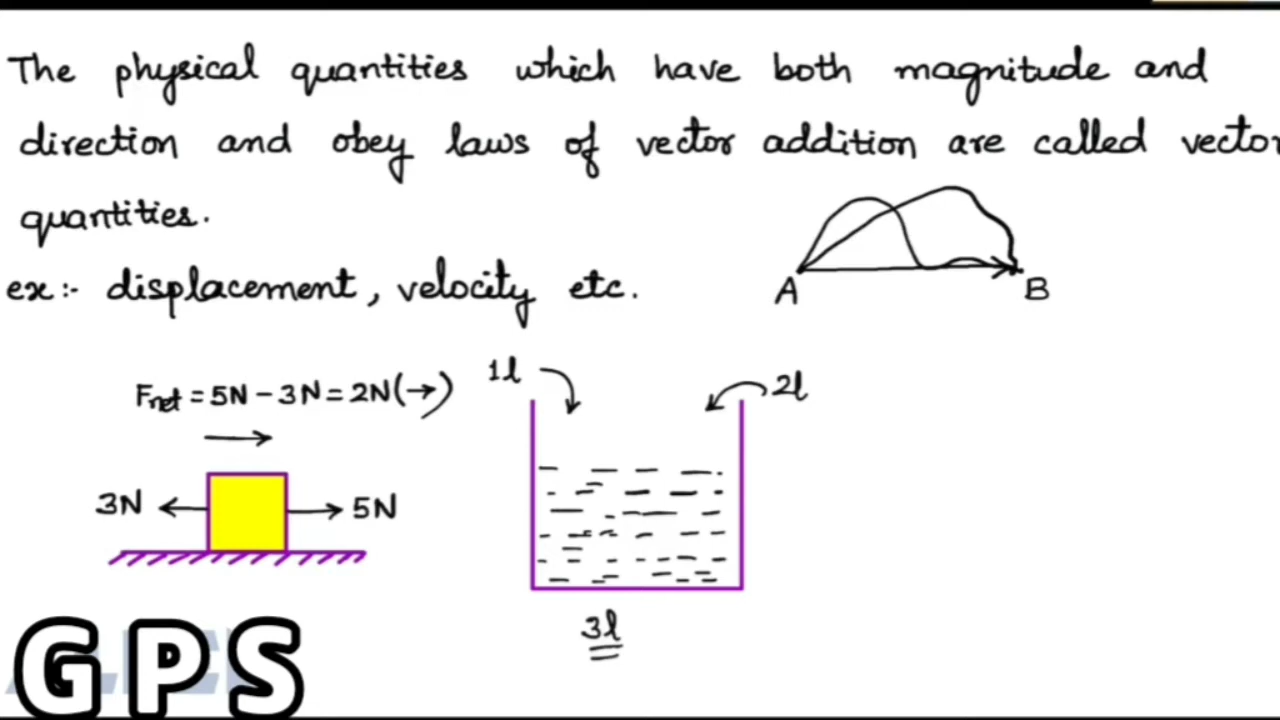 The physical quantities which have both magnitude and
direction and obey laws of vector addition are called vector
quantities.
ex:- displacement, velocity etc.
A
B
Fnet = 5N - 3N = 2N(→)
1l
2l
3N
5N
3l
GPS